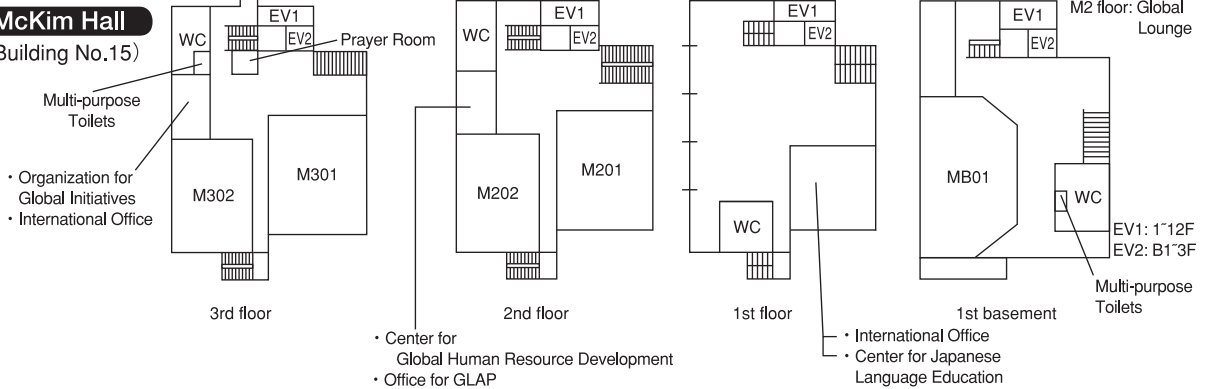 McKim Hall
Building No.15)
WC
EV1
EV2
Prayer Room
Multi-purpose
Toilets
・Organization for
Global Initiatives
・International Office
M302
M301
3rd floor
WC
EV1
EV2
M202
M201
2nd floor
・Center for
Global Human Resource Development
・Office for GLAP
EV1
EV2
WC
1st floor
・International Office
・Center for Japanese
Language Education
M2 floor: Global
Lounge
EV1
EV2
MB01
WC
EV1: 1~12F
EV2: B1~3F
Multi-purpose
Toilets
1st basement